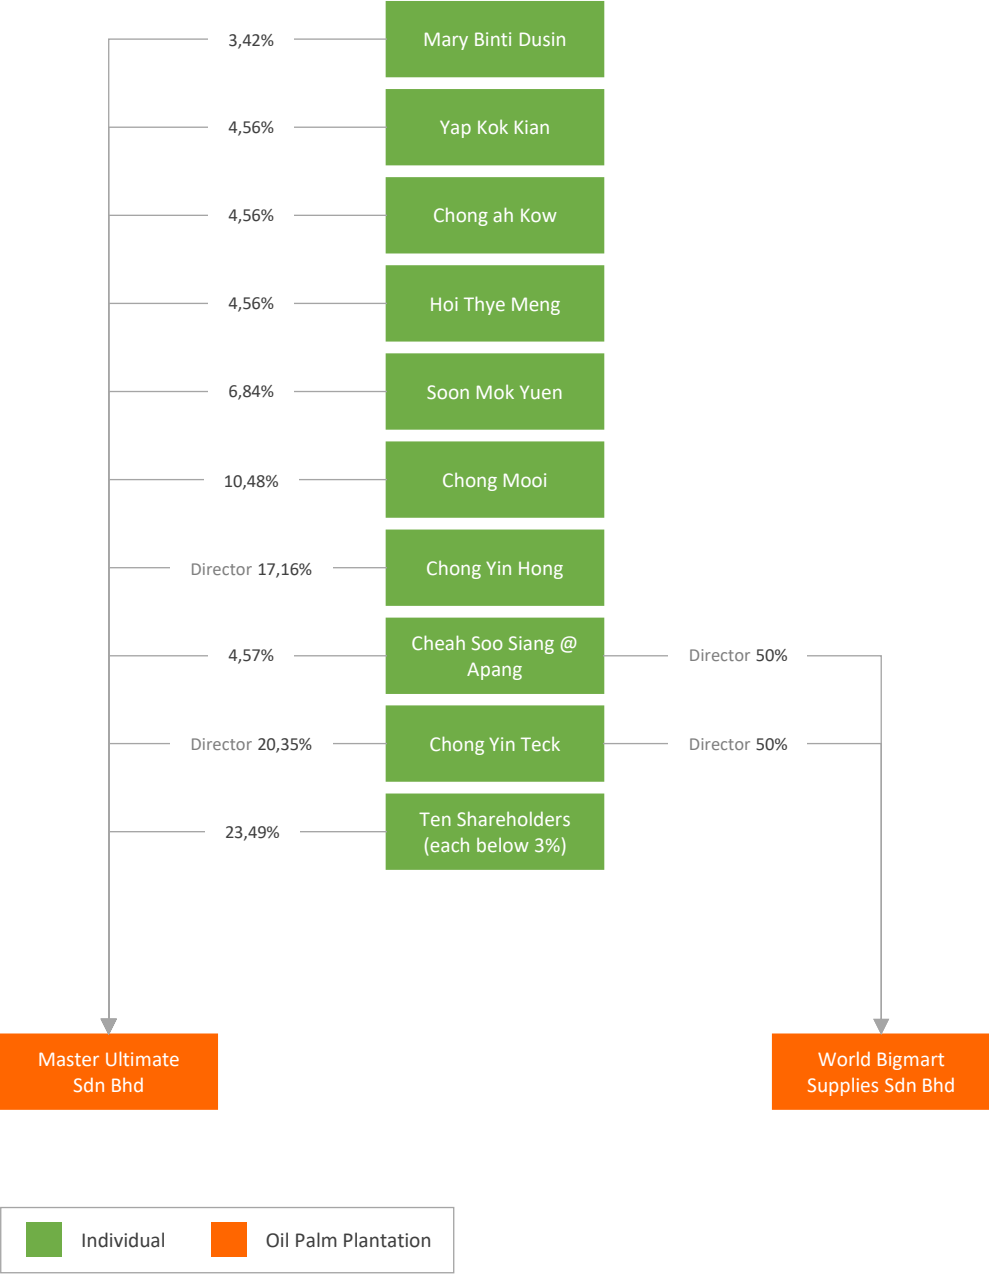 3,42%
Mary Binti Dusin
4,56%
Yap Kok Kian
4,56%
Chong ah Kow
4,56%
Hoi Thye Meng
6,84%
Soon Mok Yuen
10,48%
Chong Mooi
Director 17,16%
Chong Yin Hong
4,57%
Cheah Soo Siang @
Apang
Director 50%
Director 20,35%
Chong Yin Teck
Director 50%
23,49%
Ten Shareholders
(each below 3%)
Master Ultimate
Sdn Bhd
World Bigmart
Supplies Sdn Bhd
Individual
Oil Palm Plantation